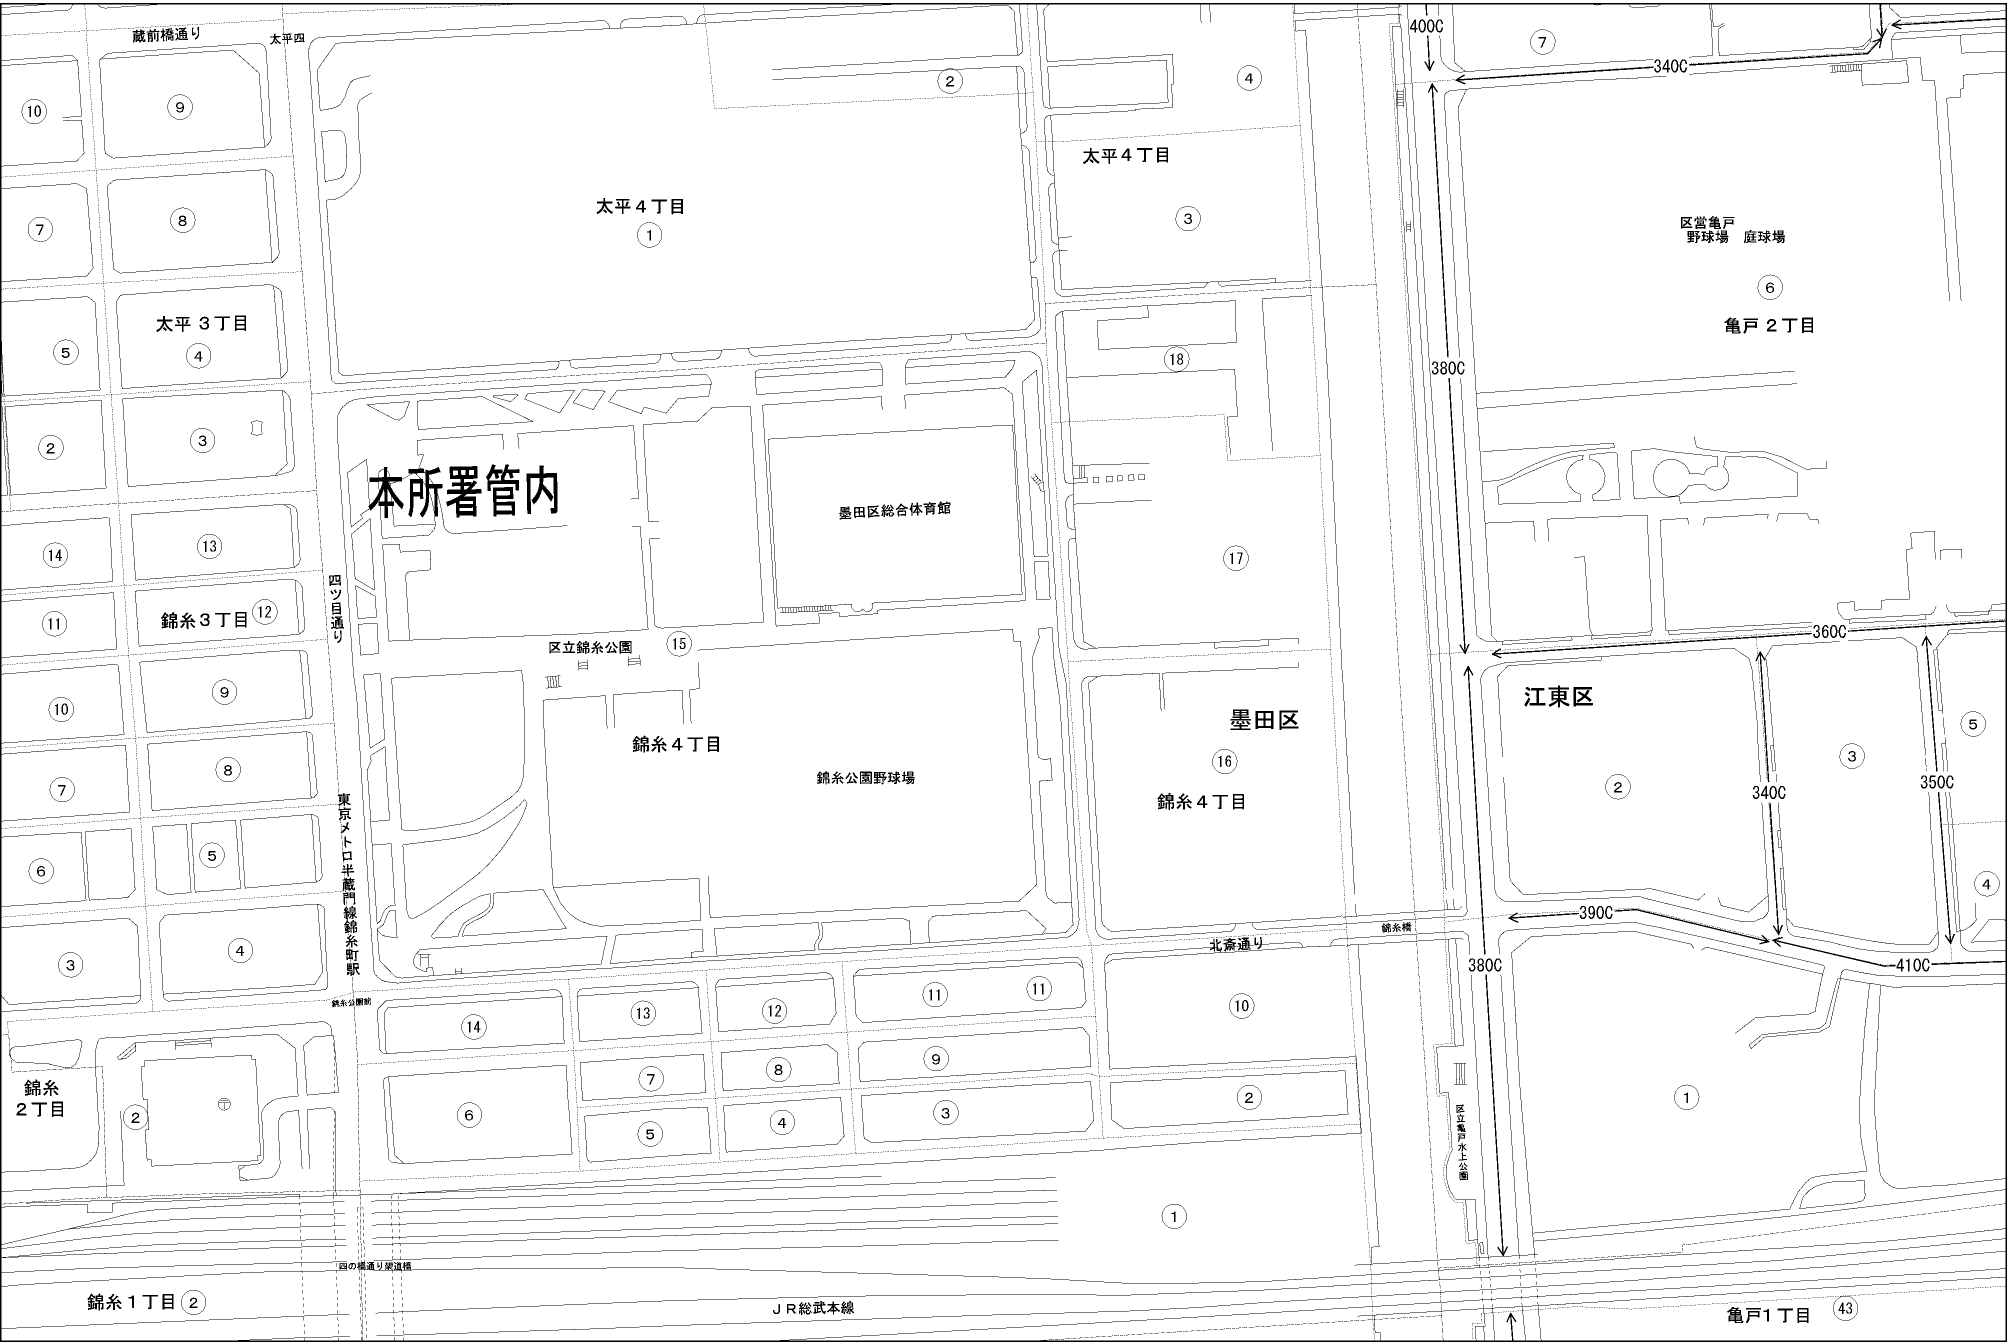 蔵前橋通り
太平四
400C
7
340C
10
9
2
4
太平４丁目
太平４丁目
1
3
7
8
区営亀戸
野球場　庭球場
6
亀戸２丁目
太平３丁目
5
4
18
380C
2
3
本所署管内
墨田区総合体育館
17
14
13
四ツ目通り
11
錦糸３丁目
12
区立錦糸公園
15
360C
10
9
江東区
墨田区
5
錦糸４丁目
16
3
錦糸公園野球場
錦糸４丁目
2
340C
350C
7
8
東京メトロ半蔵門線錦糸町駅
6
5
4
390C
錦糸橋
北斎通り
3
4
380C
410C
錦糸公園前
14
13
12
11
11
10
9
8
7
6
5
4
3
2
1
錦糸
２丁目
2
〒
区立亀戸水上公園
1
四の橋通り架道橋
錦糸１丁目
2
ＪＲ総武本線
亀戸１丁目
43